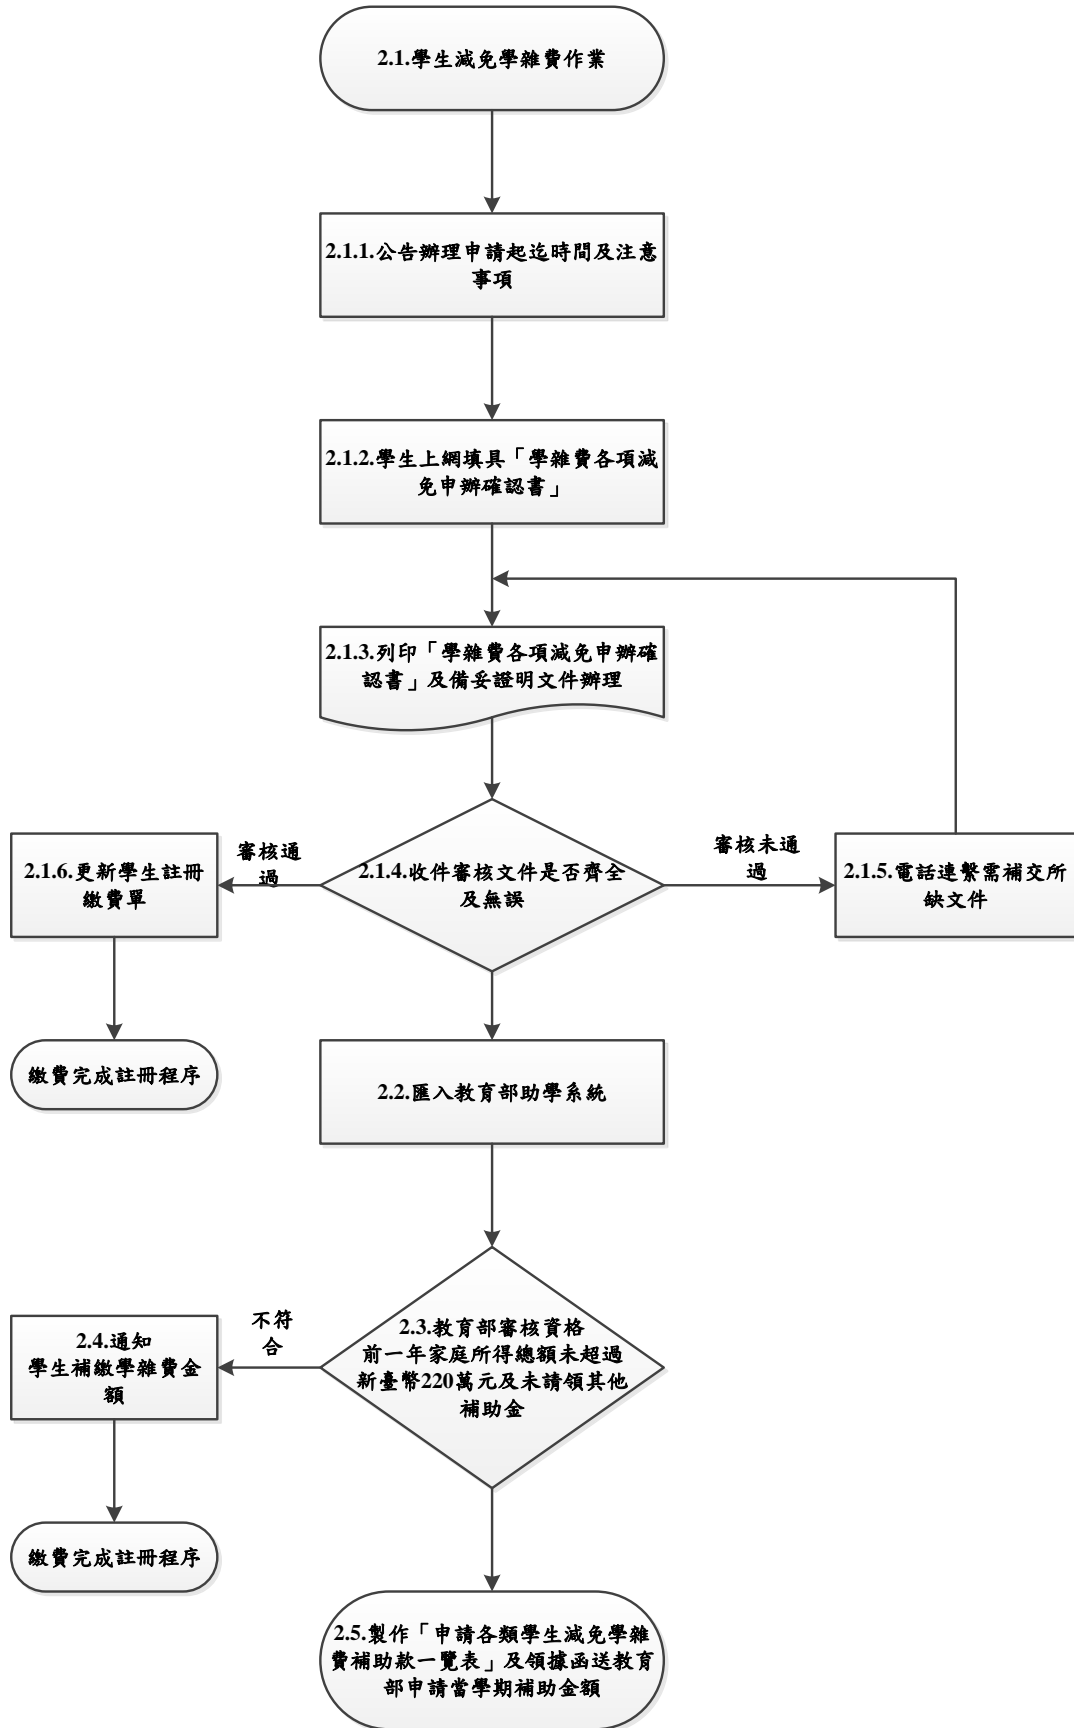 2.1.學生減免學雜費作業
2.1.1.公告辦理申請起迄時間及注意
事項
2.1.2.學生上網填具「學雜費各項減
免申辦確認書」
2.1.3.列印「學雜費各項減免申辦確
認書」及備妥證明文件辦理
審核通
過
審核未通
過
2.1.6.更新學生註冊
繳費單
2.1.4.收件審核文件是否齊全
及無誤
2.1.5.電話連繫需補交所
缺文件
繳費完成註冊程序
2.2.匯入教育部助學系統
不符
合
2.4.通知
學生補繳學雜費金
額
2.3.教育部審核資格
前一年家庭所得總額未超過
新臺幣220萬元及未請領其他
補助金
繳費完成註冊程序
2.5.製作「申請各類學生減免學雜
費補助款一覽表」及領據函送教育
部申請當學期補助金額